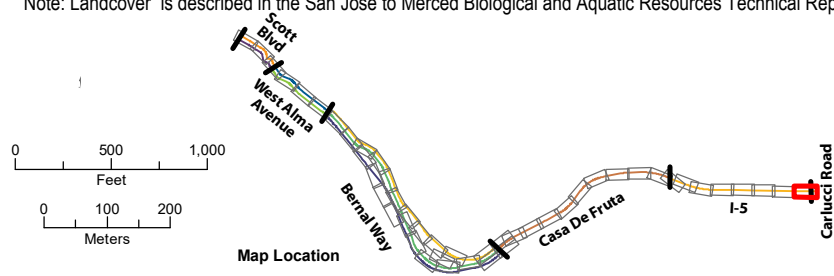 Note: Landcover is described in the San Jose to Merced Biological and Aquatic Resources Technical Rep
Scott
Blvd
West Alma
Avenue
0 500 1,000
Feet
0 100 200
Meters
Bernal Way
Map Location
Casa De Fruta
I-5
Carlucci Road